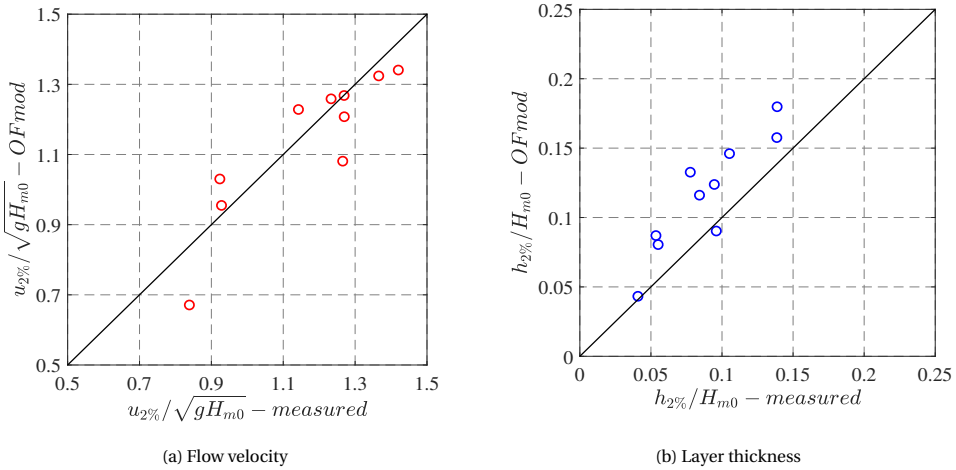 1.5
1.3
1.1
0.9
0.7
0.5
0.5 0.7 0.9 1.1 1.3 1.5
u2%/√gHm0 − OFmod
u2%/√gHm0 − measured
(a) Flow velocity
0.25
0.2
0.15
0.1
0.05
0
0 0.05 0.1 0.15 0.2 0.25
h2%/Hm0 − OFmod
h2%/Hm0 − measured
(b) Layer thickness